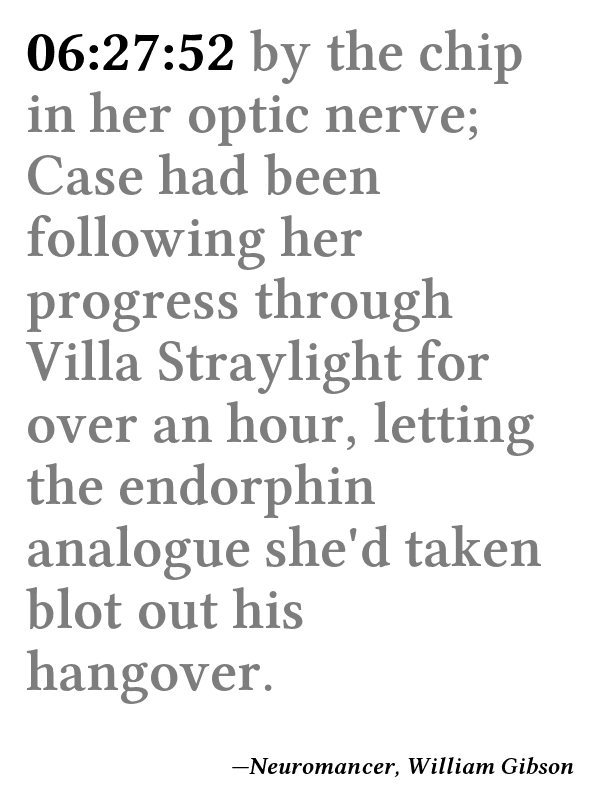 06:27:52 by the chip
in her optic nerve;
Case had been
following her
progress through
Villa Straylight for
over an hour, letting
the endorphin
analogue she'd taken
blot out his
hangover.
—Neuromancer, William Gibson